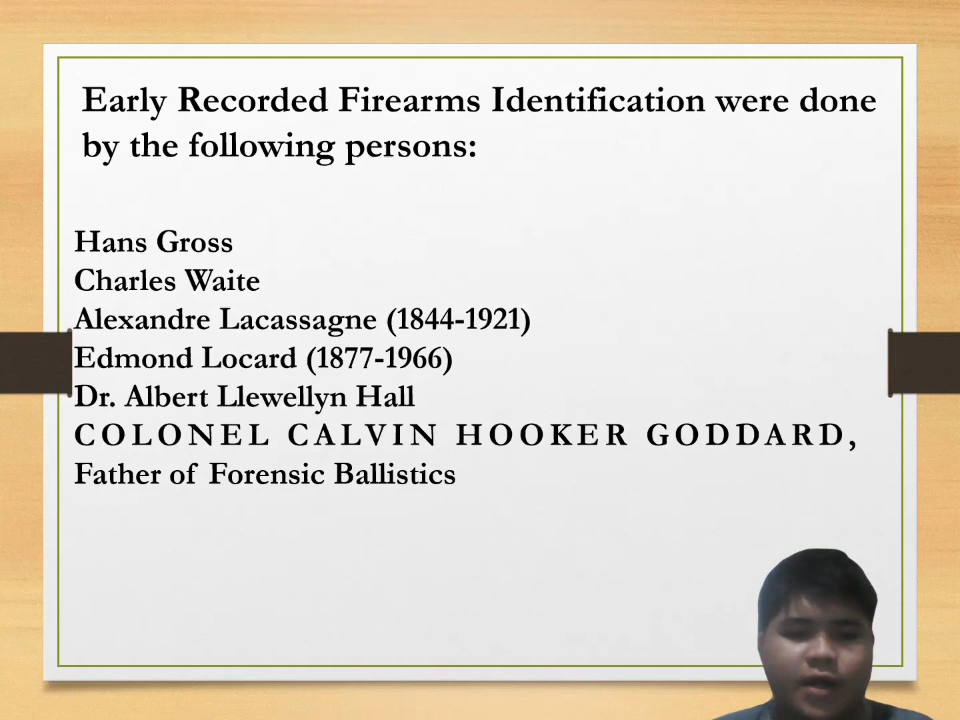 Early Recorded Firearms Identification were done
by the following persons:
Hans Gross
Charles Waite
Alexandre Lacassagne (1844-1921)
Edmond Locard (1877-1966)
Dr. Albert Llewellyn Hall
COLONEL CALVIN HOOKER GODDARD,
Father of Forensic Ballistics